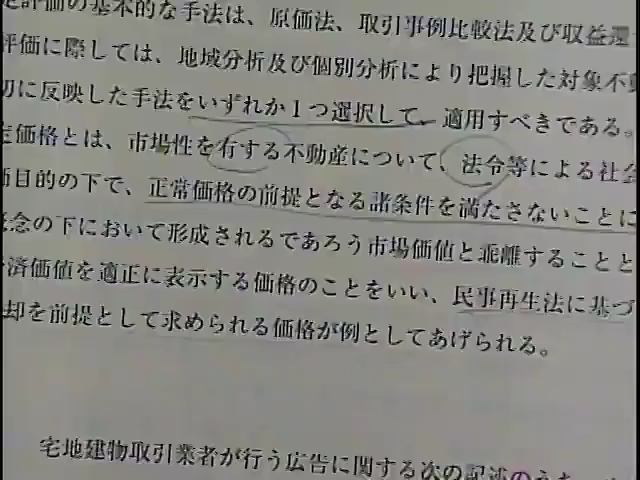 定評価の基本的な手法は、原価法、取引事例比較法及び収益還
評価に際しては、地域分析及び個別分析により把握した対象不動
切に反映した手法をいずれか1つ選択して、適用すべきである。
定価格とは、市場性を有する不動産について、法令等による社会
価目的の下で、正常価格の前提となる諸条件を満たさないことに
念の下において形成されるであろう市場価値と乖離することと
済価値を適正に表示する価格のことをいい、民事再生法に基づ
却を前提として求められる価格が例としてあげられる。
宅地建物取引業者が行う広告に関する次の記述のうち